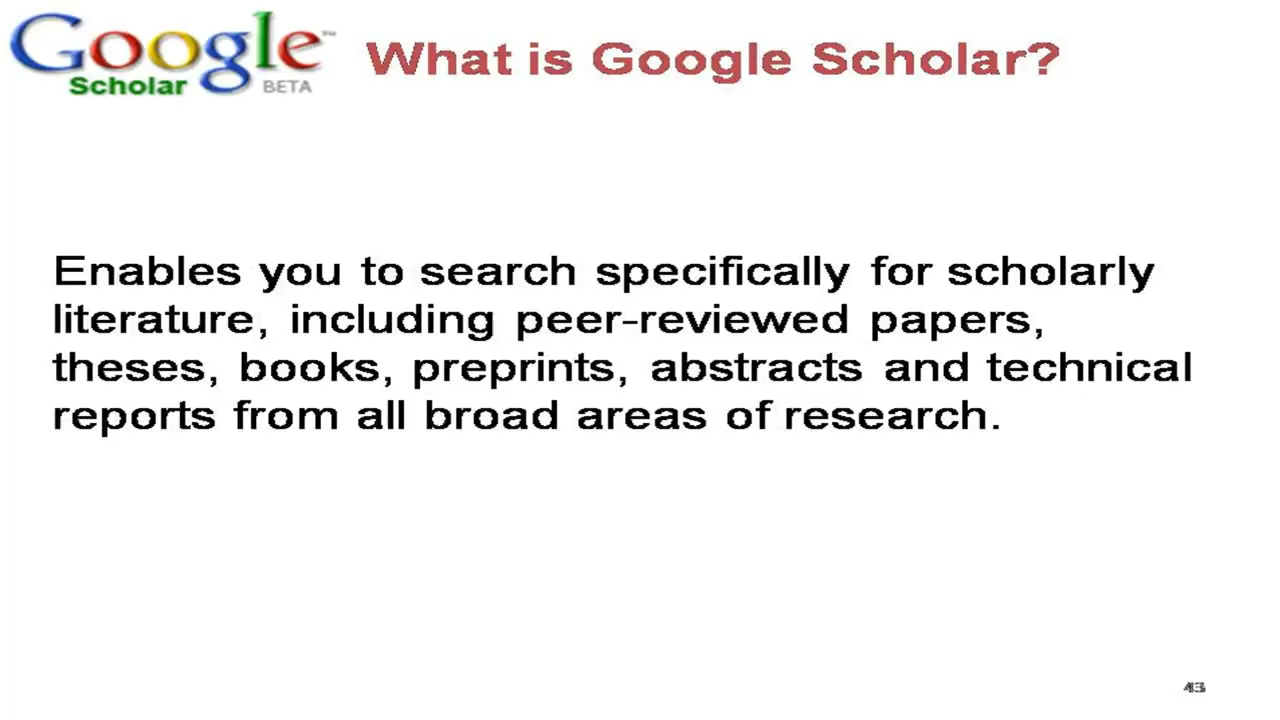 Google™ What is Google Scholar?
Scholar BETA
Enables you to search specifically for scholarly
literature, including peer-reviewed papers,
theses, books, preprints, abstracts and technical
reports from all broad areas of research.
43